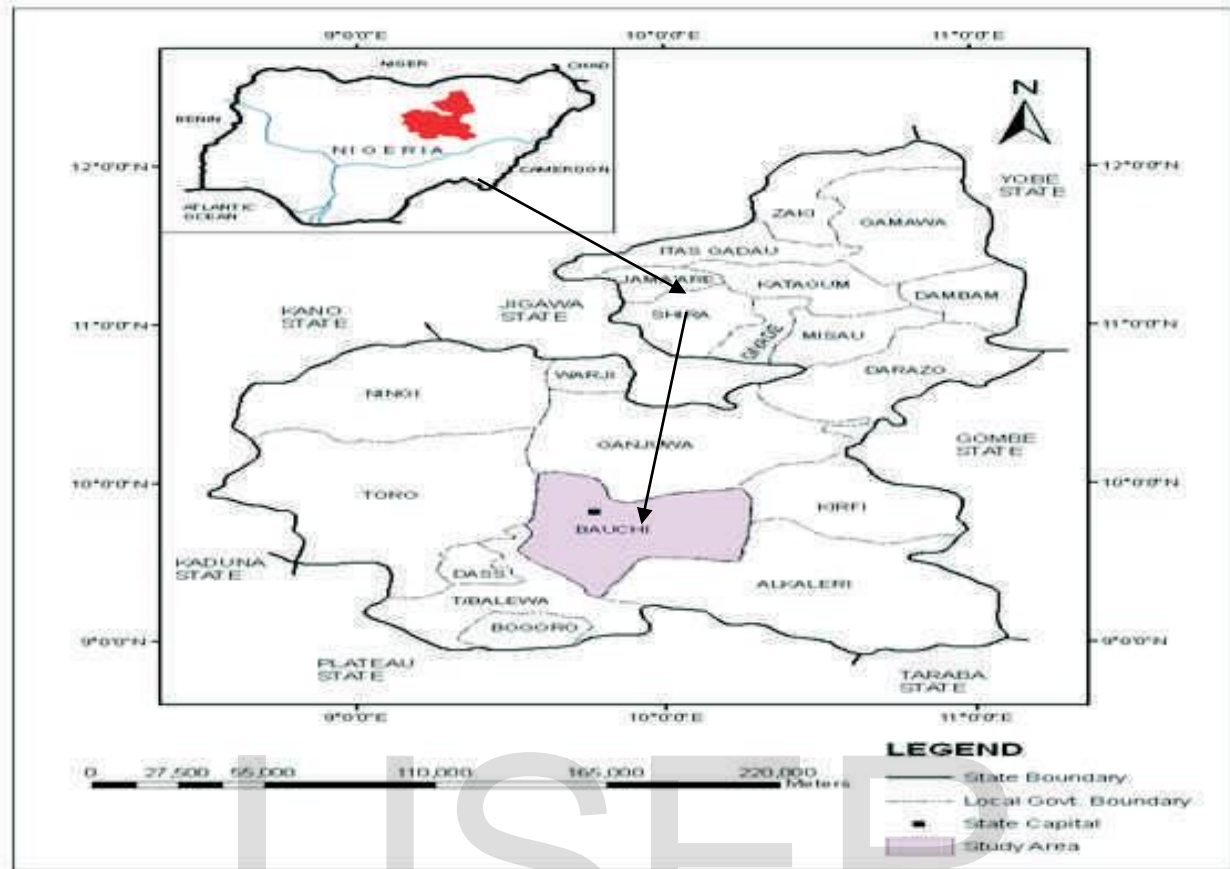 9°0'0"E 10°0'0"E 11°0'0"E
NIGER
CHAD
BENIN
NIGERIA
CAMEROON
ATLANTIC
OCEAN
N
12°0'0"N 12°0'0"N
YOBE
STATE
ZAKI
GAMAWA
ITAS GADAU
JAMA'ARE
KATAGUM
DAMBAM
KANO
STATE
JIGAWA
STATE
SHIRA
GIADE
MISAU
11°0'0"N 11°0'0"N
DARAZO
WARJI
NINGI
GANJUWA
GOMBE
STATE
10°0'0"N 10°0'0"N
TORO
KIRFI
BAUCHI
KADUNA
STATE
DASS
ALKALERI
T/BALEWA
BOGORO
9°0'0"N 9°0'0"N
PLATEAU
STATE
TARABA
STATE
9°0'0"E 10°0'0"E 11°0'0"E
LEGEND
0 27,500 55,000 110,000 165,000 220,000
Meters
State Boundary
Local Govt. Boundary
State Capital
Study Area